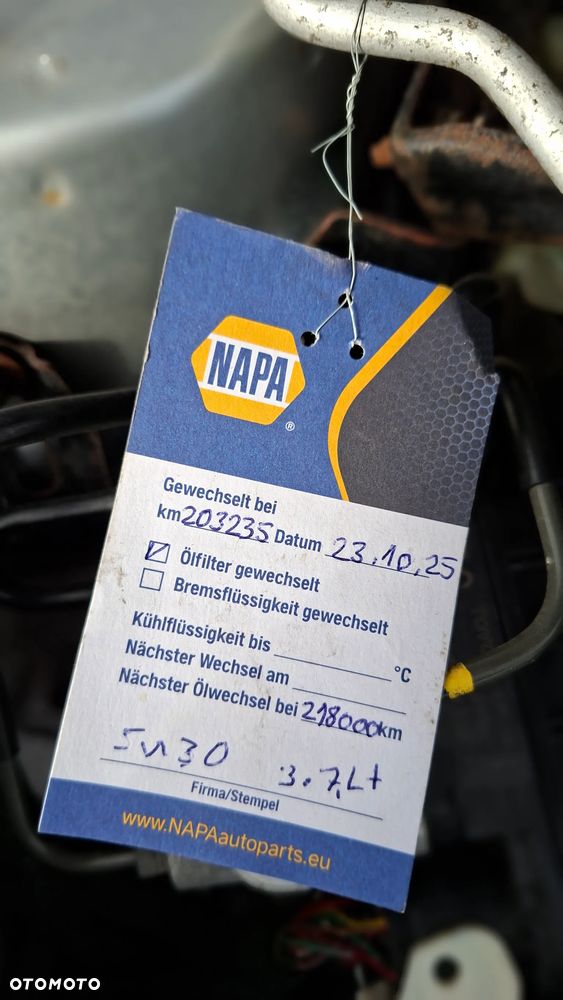 NAPA
®
Gewechselt bei
km 203235 Datum 23.10.25
Ölfilter gewechselt
Bremsflüssigkeit gewechselt
Kühlflüssigkeit bis °C
Nächster Wechsel am
Nächster Ölwechsel bei 218000 km
5w30 3.7Lt
Firma/Stempel
www.NAPAautoparts.eu
OTOMOTO